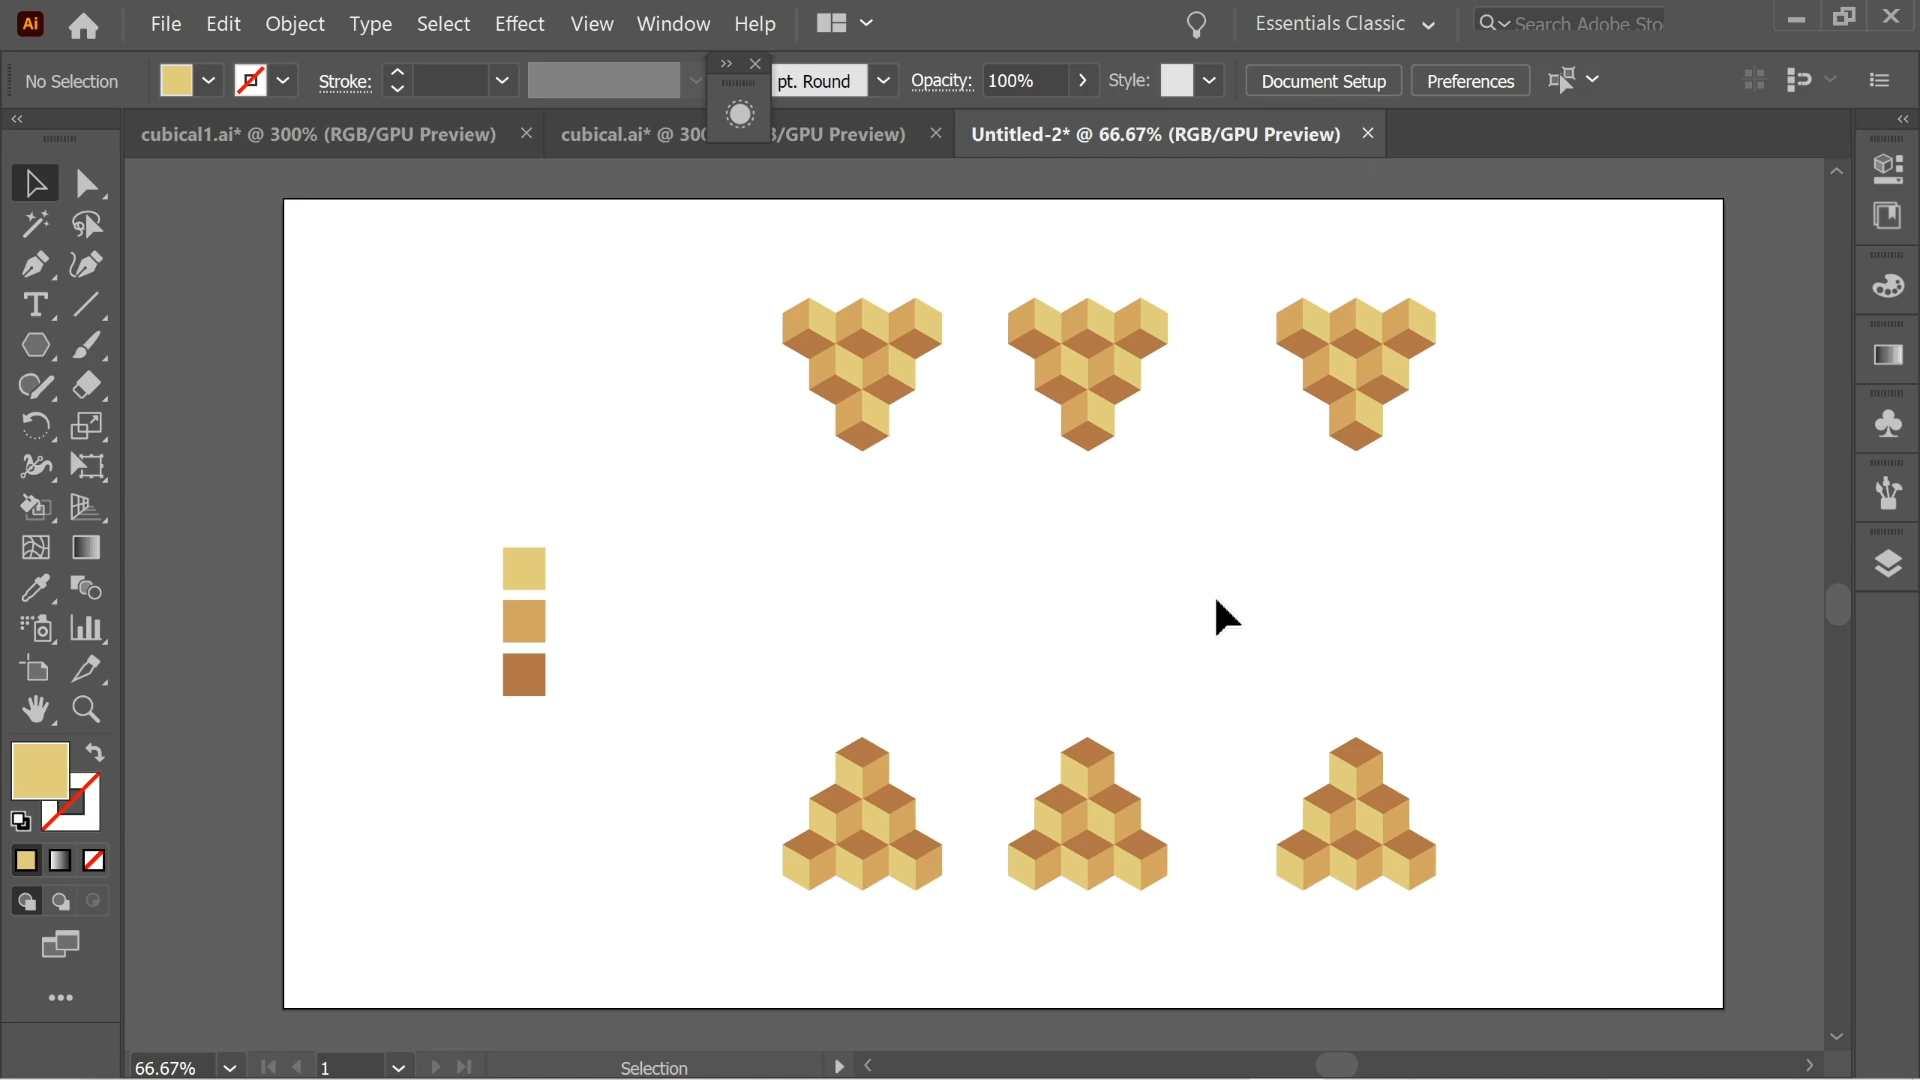 Ai File Edit Object Type Select Effect View Window Help Essentials Classic Search Adobe Sto
No Selection Stroke: pt. Round Opacity: 100% Style: Document Setup Preferences
cubical1.ai* @ 300% (RGB/GPU Preview) cubical.ai* @ 300 B/GPU Preview) Untitled-2* @ 66.67% (RGB/GPU Preview)
66.67% 1 Selection